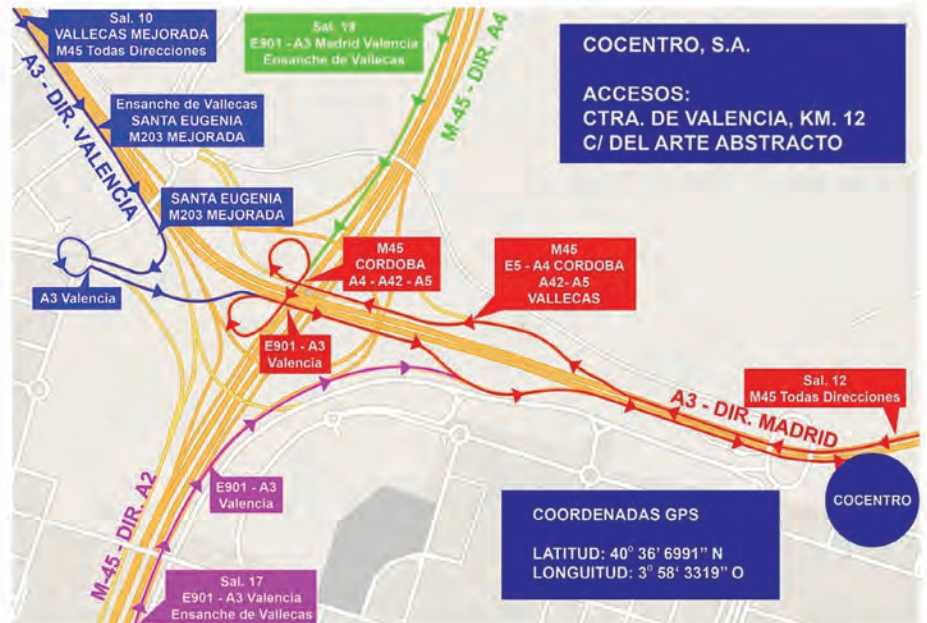 Sal. 10
VALLECAS MEJORADA
M45 Todas Direcciones
A3 - DIR. VALENCIA
Ensanche de Vallecas
SANTA EUGENIA
M203 MEJORADA
SANTA EUGENIA
M203 MEJORADA
A3 Valencia
Sal. 19
E901 - A3 Madrid Valencia
Ensanche de Vallecas
M-45 - DIR. A4
COCENTRO, S.A.
ACCESOS:
CTRA. DE VALENCIA, KM. 12
C/ DEL ARTE ABSTRACTO
M45
CORDOBA
A4 - A42 - A5
M45
E5 - A4 CORDOBA
A42- A5
VALLECAS
E901 - A3
Valencia
Sal. 12
M45 Todas Direcciones
A3 - DIR. MADRID
COCENTRO
E901 - A3
Valencia
M-45 - DIR. A2
Sal. 17
E901 - A3 Valencia
Ensanche de Vallecas
COORDENADAS GPS
LATITUD: 40° 36' 6991” N
LONGUITUD: 3° 58‘ 3319” O